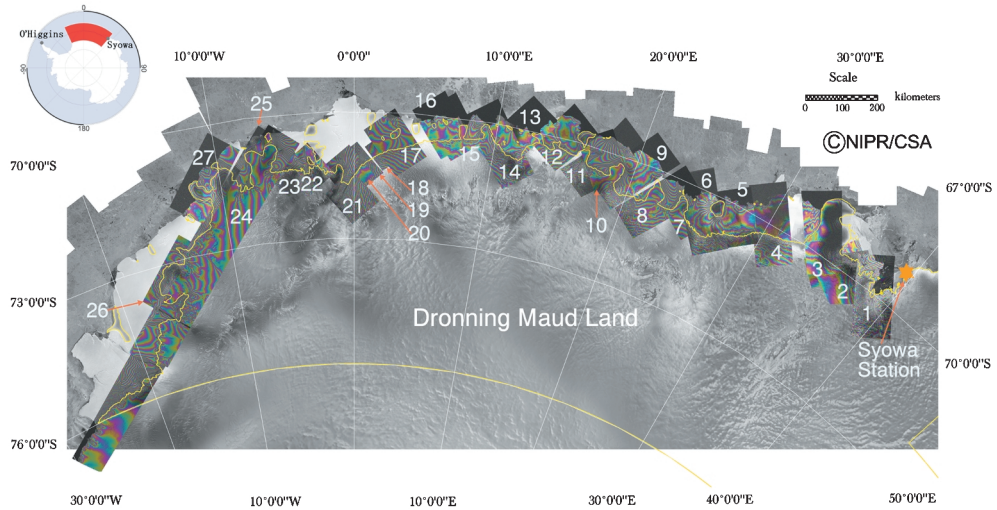 0
O'Higgins
Syowa
90
90
180
10°0'0''W
0°0'0''
10°0'0''E
20°0'0''E
30°0'0''E
Scale
0 100 200 kilometers
©NIPR/CSA
70°0'0''S
73°0'0''S
76°0'0''S
67°0'0''S
70°0'0''S
25
16
13
27
17
15
12
9
14
11
6
5
23
22
18
24
21
19
10
8
20
7
4
3
26
2
1
Dronning Maud Land
Syowa
Station
30°0'0''W
10°0'0''W
10°0'0''E
30°0'0''E
40°0'0''E
50°0'0''E